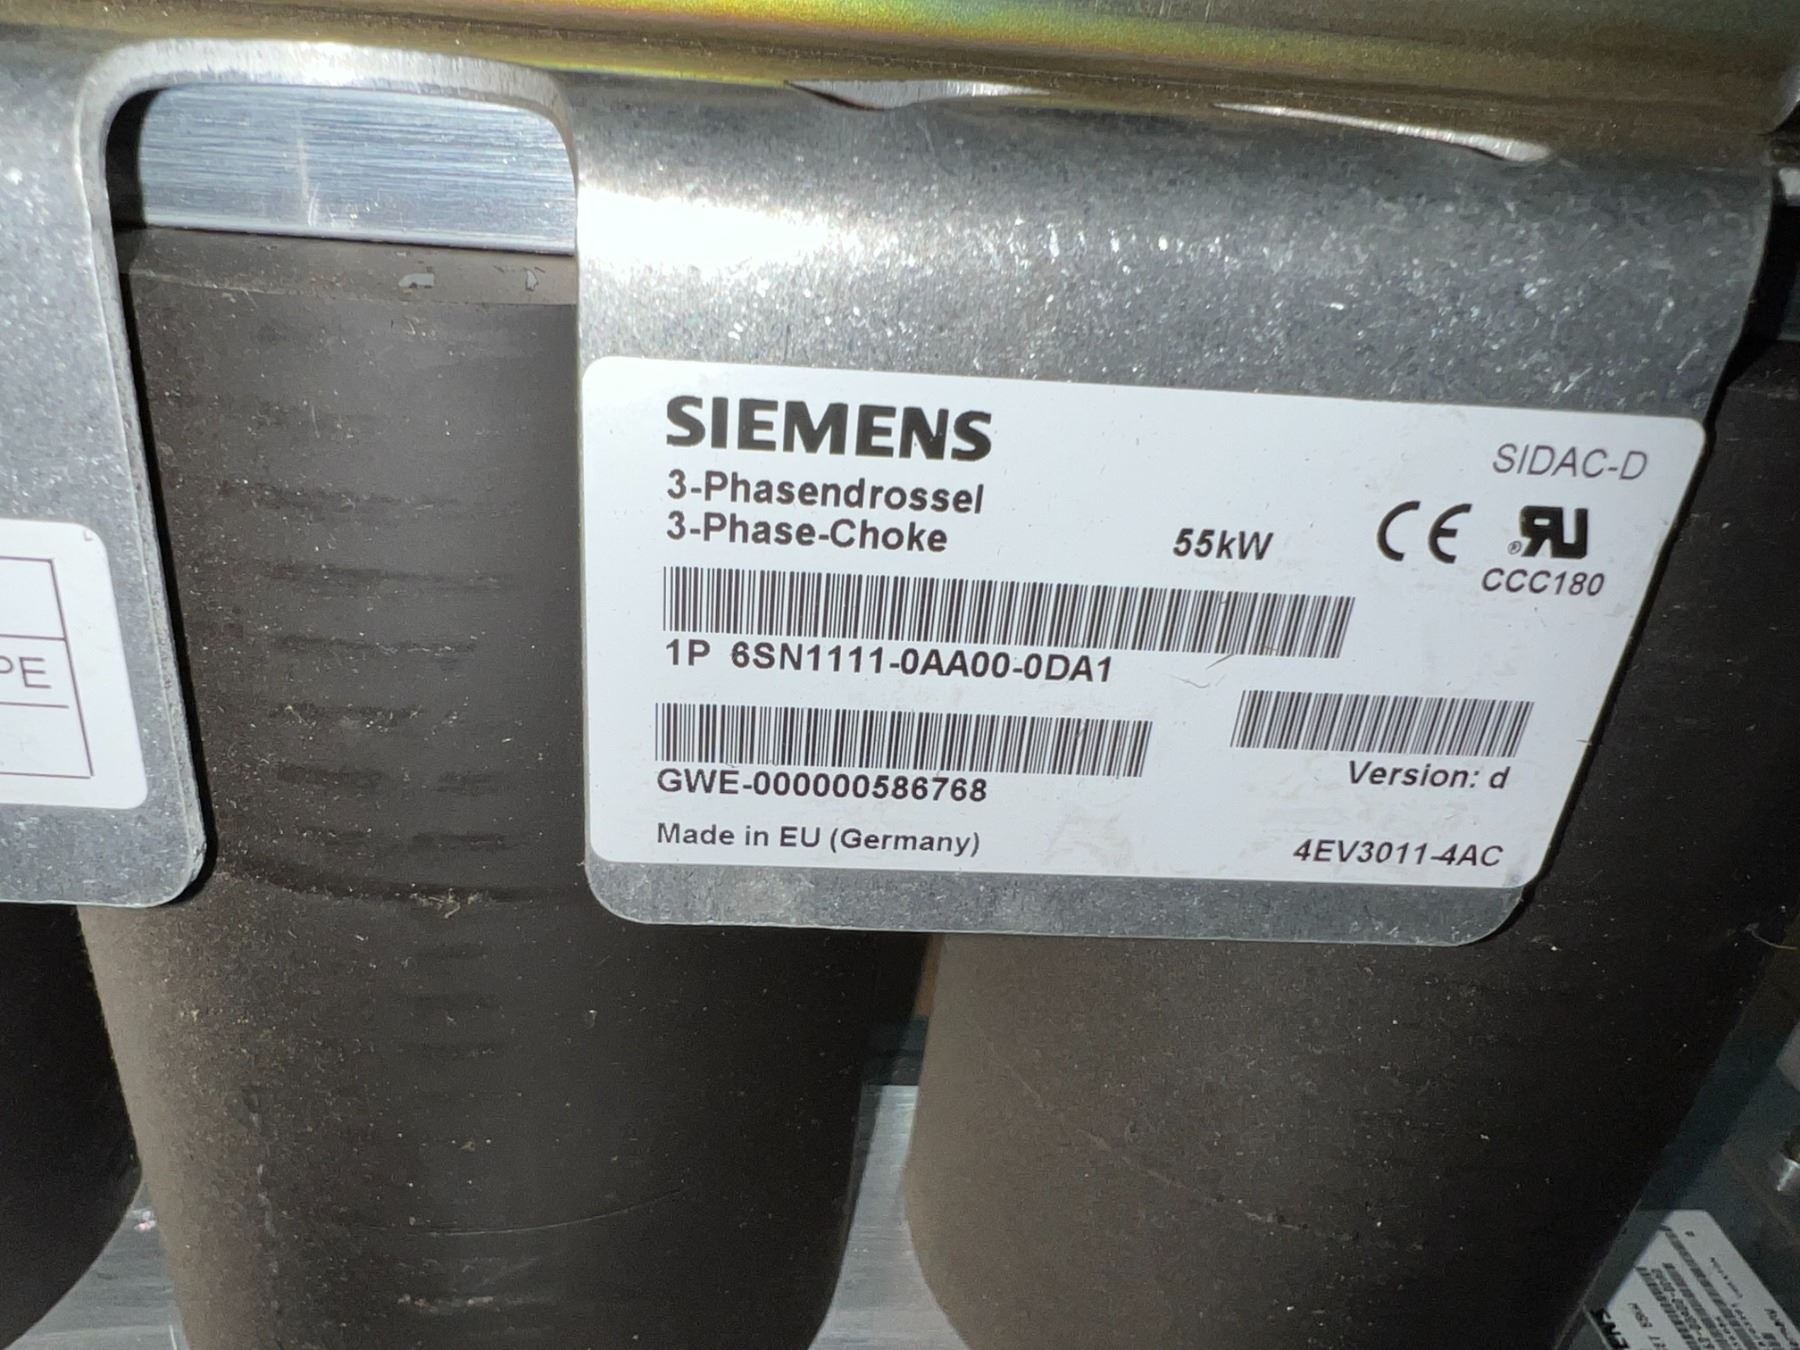 SIEMENS
SIDAC-D
3-Phasendrossel
3-Phase-Choke
55kW
CE
RU
®
CCC180
1P 6SN1111-0AA00-0DA1
GWE-000000586768
Version: d
Made in EU (Germany)
4EV3011-4AC
PE